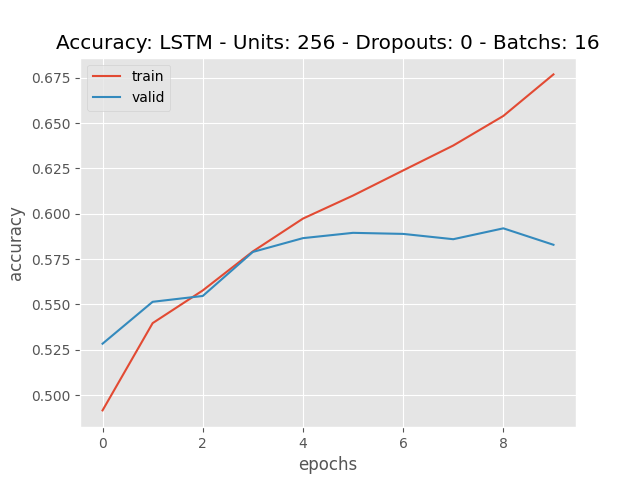 Accuracy: LSTM - Units: 256 - Dropouts: 0 - Batchs: 16
train
valid
0.675
0.650
0.625
0.600
0.575
0.550
0.525
0.500
accuracy
0 2 4 6 8
epochs